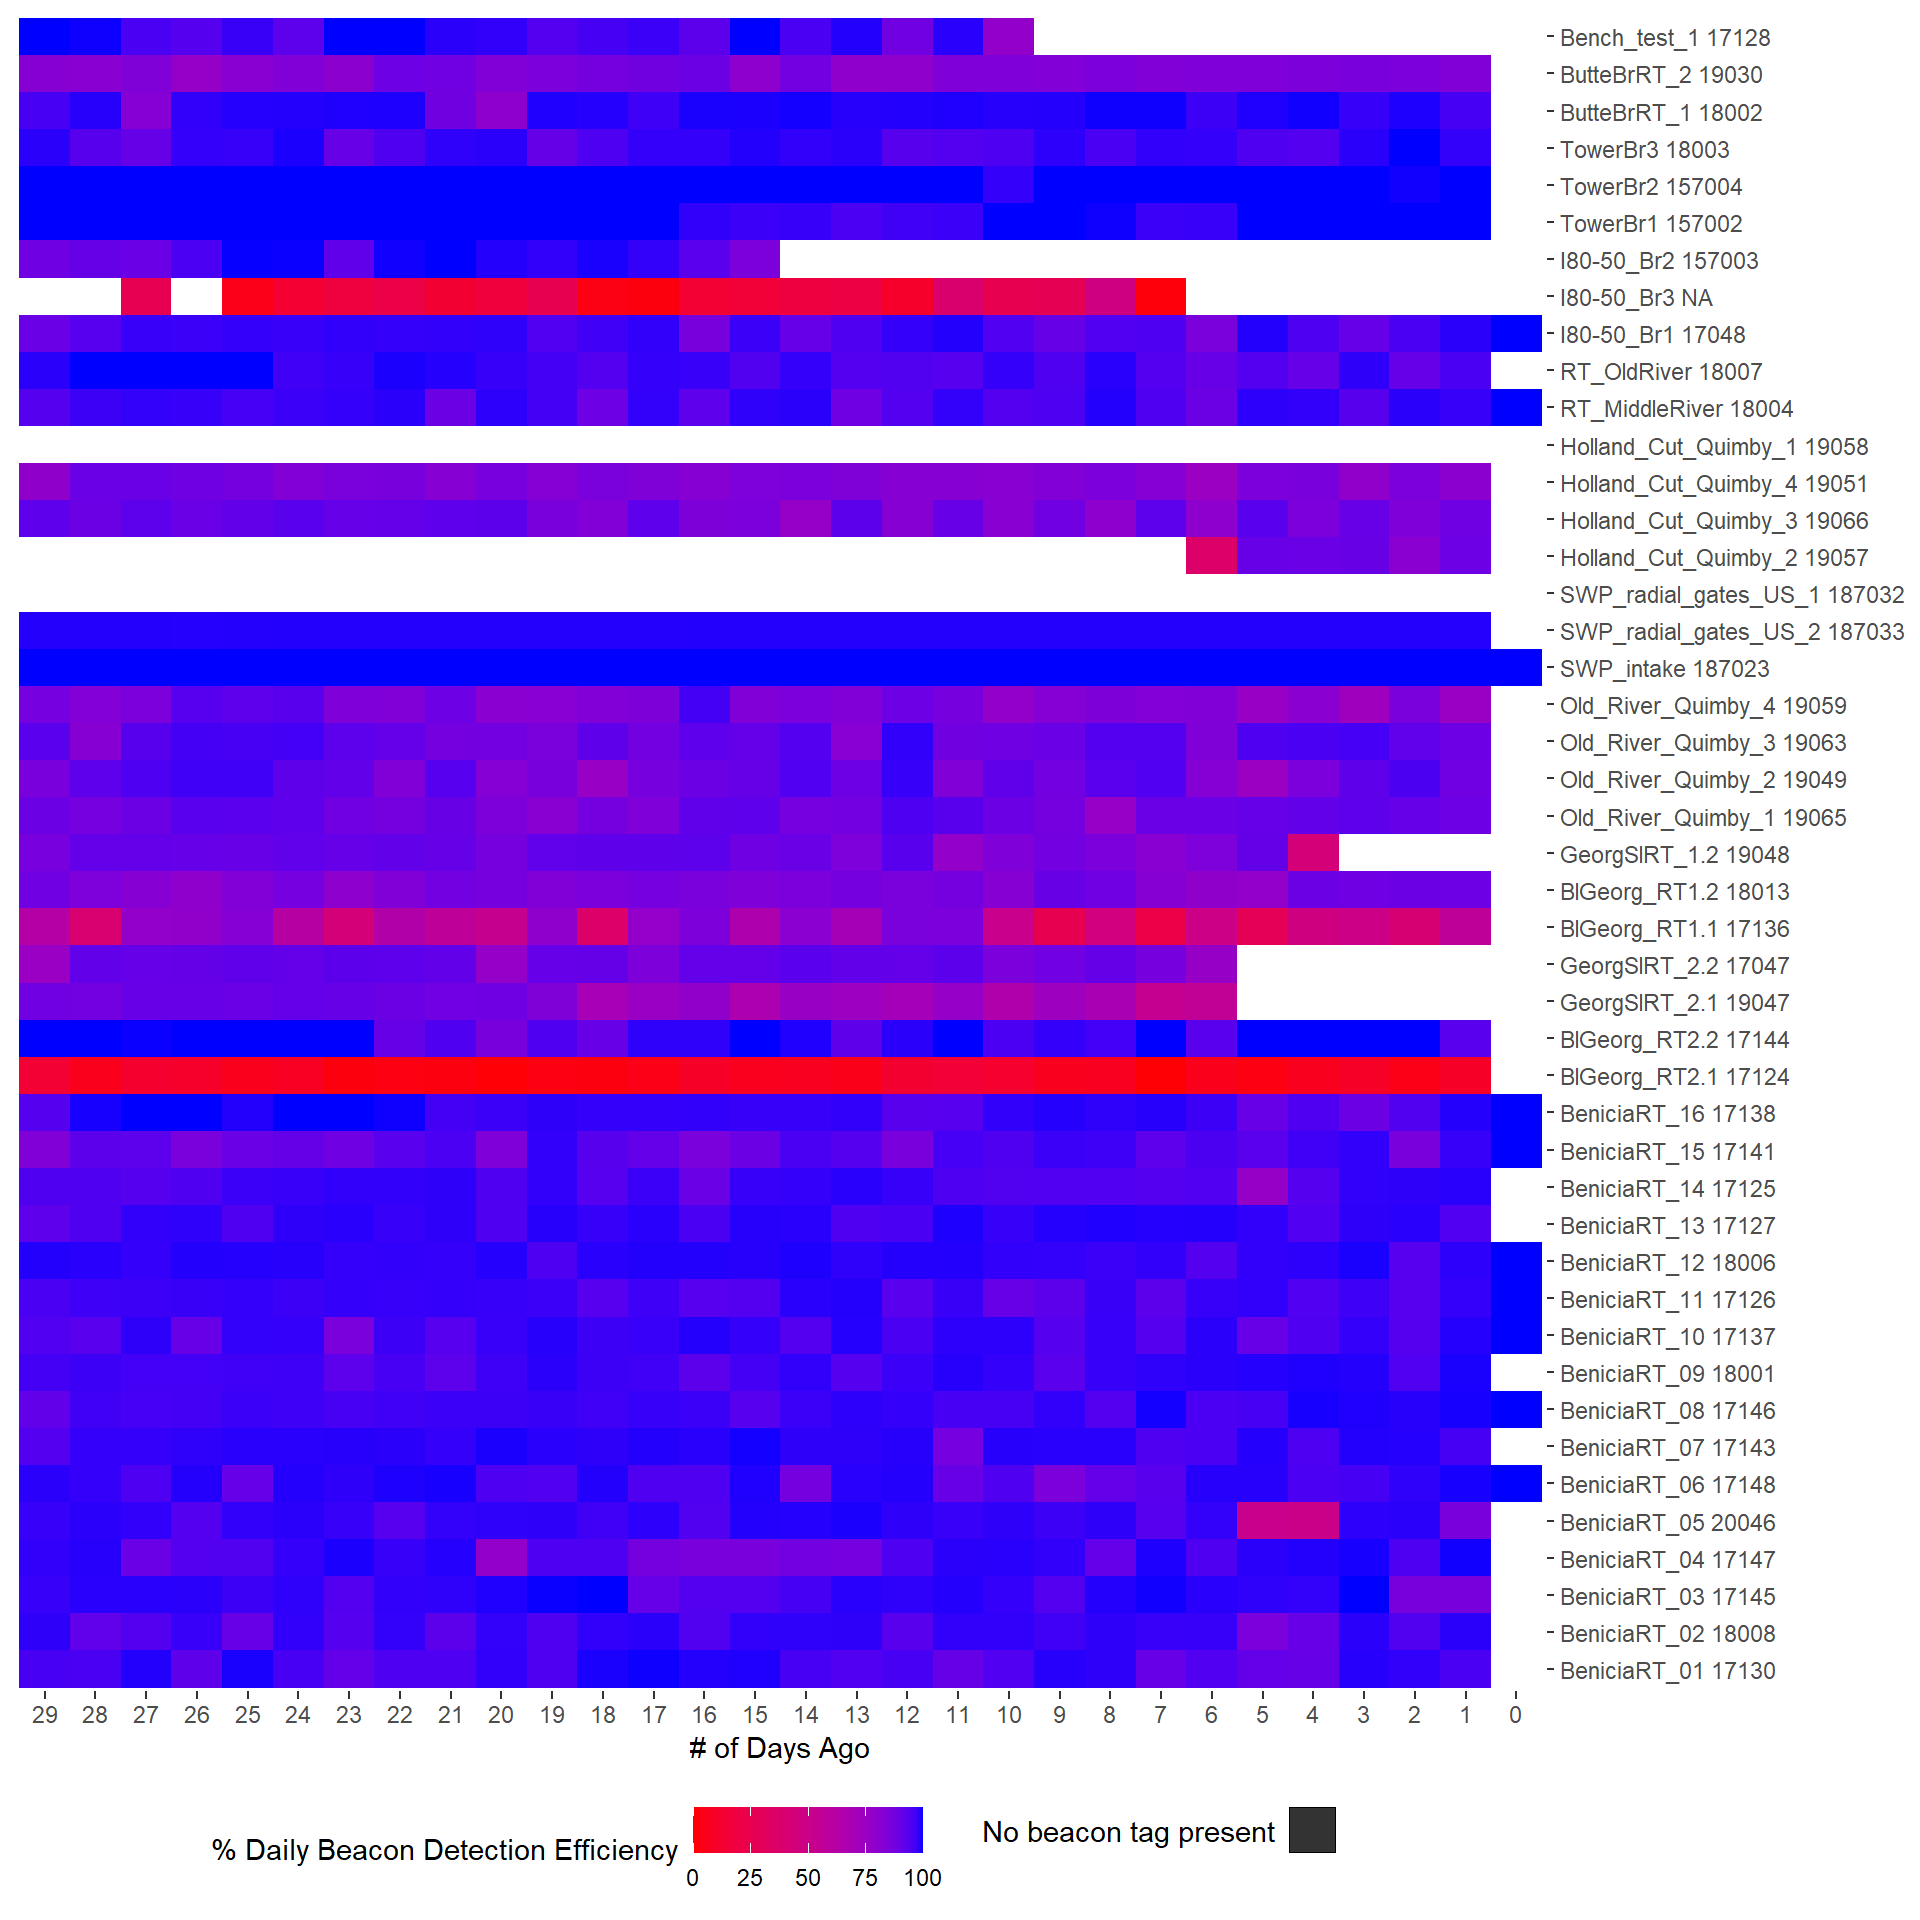 Bench_test_1 17128
ButteBrRT_2 19030
ButteBrRT_1 18002
TowerBr3 18003
TowerBr2 157004
TowerBr1 157002
I80-50_Br2 157003
I80-50_Br3 NA
I80-50_Br1 17048
RT_OldRiver 18007
RT_MiddleRiver 18004
Holland_Cut_Quimby_1 19058
Holland_Cut_Quimby_4 19051
Holland_Cut_Quimby_3 19066
Holland_Cut_Quimby_2 19057
SWP_radial_gates_US_1 187032
SWP_radial_gates_US_2 187033
SWP_intake 187023
Old_River_Quimby_4 19059
Old_River_Quimby_3 19063
Old_River_Quimby_2 19049
Old_River_Quimby_1 19065
GeorgSlRT_1.2 19048
BlGeorg_RT1.2 18013
BlGeorg_RT1.1 17136
GeorgSlRT_2.2 17047
GeorgSlRT_2.1 19047
BlGeorg_RT2.2 17144
BlGeorg_RT2.1 17124
BeniciaRT_16 17138
BeniciaRT_15 17141
BeniciaRT_14 17125
BeniciaRT_13 17127
BeniciaRT_12 18006
BeniciaRT_11 17126
BeniciaRT_10 17137
BeniciaRT_09 18001
BeniciaRT_08 17146
BeniciaRT_07 17143
BeniciaRT_06 17148
BeniciaRT_05 20046
BeniciaRT_04 17147
BeniciaRT_03 17145
BeniciaRT_02 18008
BeniciaRT_01 17130
29 28 27 26 25 24 23 22 21 20 19 18 17 16 15 14 13 12 11 10 9 8 7 6 5 4 3 2 1 0
# of Days Ago
% Daily Beacon Detection Efficiency
0 25 50 75 100
No beacon tag present